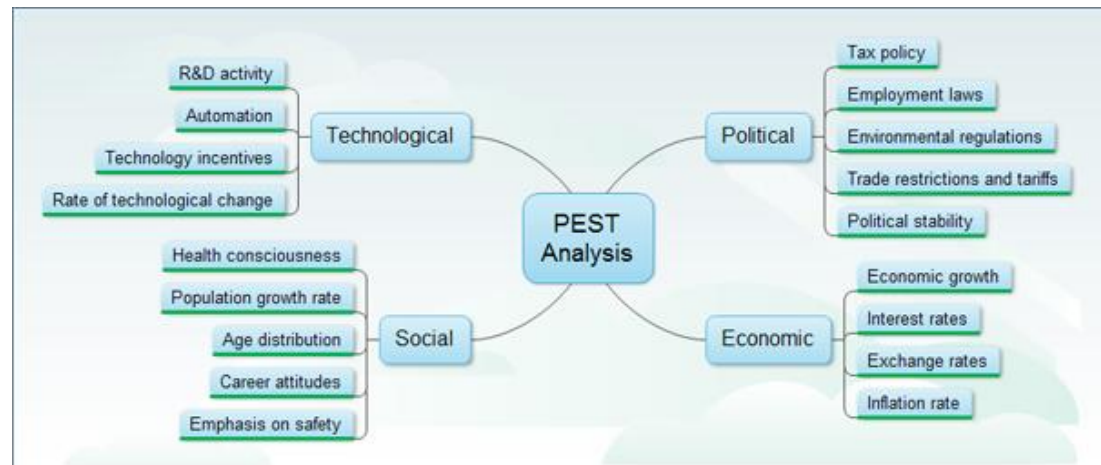 PEST
Analysis
Political
Tax policy
Employment laws
Environmental regulations
Trade restrictions and tariffs
Political stability
Economic
Economic growth
Interest rates
Exchange rates
Inflation rate
Social
Health consciousness
Population growth rate
Age distribution
Career attitudes
Emphasis on safety
Technological
R&D activity
Automation
Technology incentives
Rate of technological change